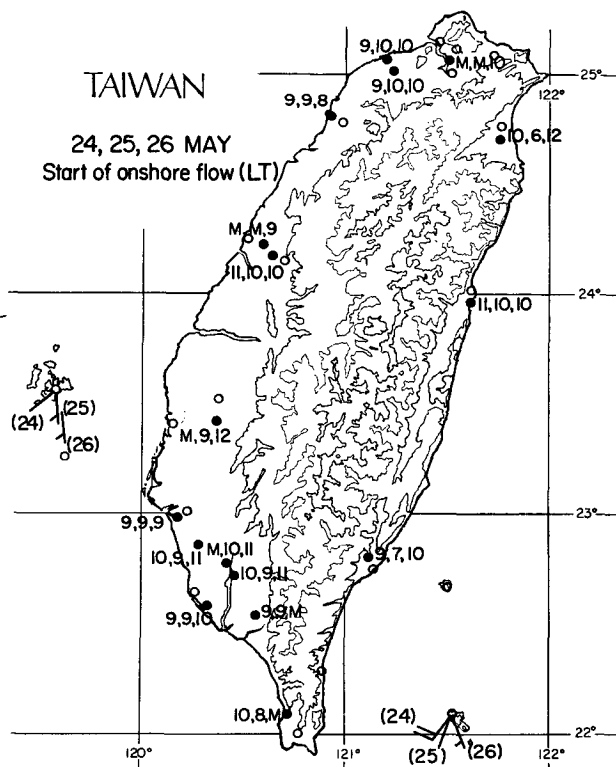 9,10,10
M,M,10
25°
TAIWAN
9,10,10
122°
9,9,8
24, 25, 26 MAY
10,6,12
Start of onshore flow (LT)
M,M,9
11,10,10
24°
11,10,10
(24)
(25)
(26)
M,9,12
9,9,9
23°
10,9,11
M,10,11
9,7,10
10,9,11
9,9,10
9,9,M
10,8,M
(24)
22°
(25)
(26)
120°
121°
122°